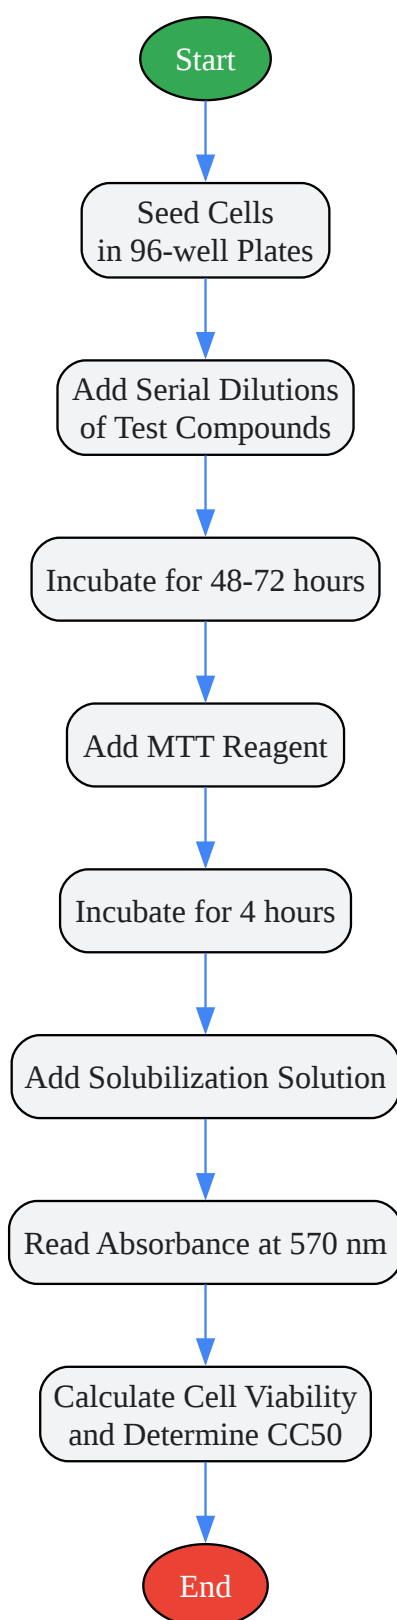 Start
Seed Cells
in 96-well Plates
Add Serial Dilutions
of Test Compounds
Incubate for 48-72 hours
Add MTT Reagent
Incubate for 4 hours
Add Solubilization Solution
Read Absorbance at 570 nm
Calculate Cell Viability
and Determine CC50
End